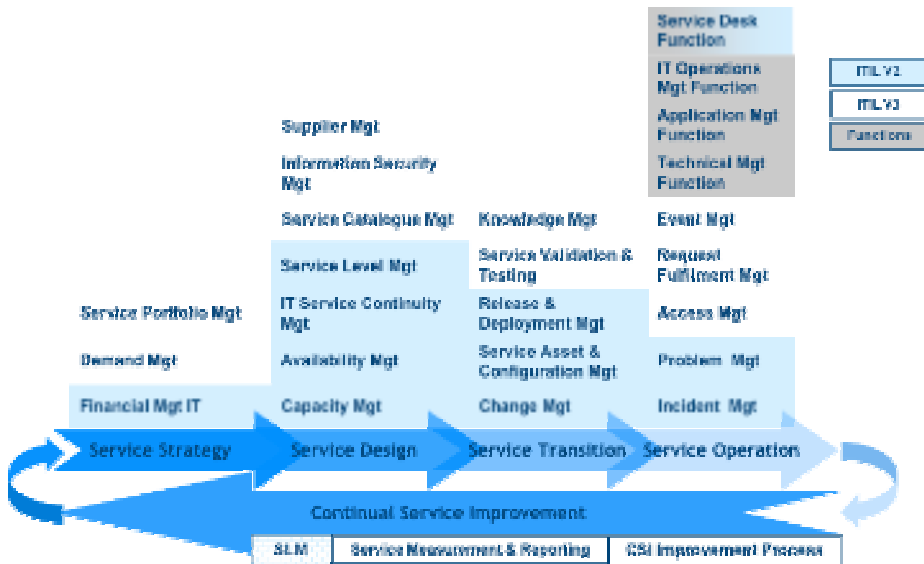 Service Desk
Function
IT Operations
Mgt Function
Application Mgt
Function
Technical Mgt
Function
ITIL V2
ITIL V3
Functions
Supplier Mgt
Information Security
Mgt
Service Catalogue Mgt
Knowledge Mgt
Event Mgt
Service Level Mgt
Service Validation &
Testing
Request
Fulfilment Mgt
Service Portfolio Mgt
IT Service Continuity
Mgt
Release &
Deployment Mgt
Access Mgt
Demand Mgt
Availability Mgt
Service Asset &
Configuration Mgt
Problem Mgt
Financial Mgt IT
Capacity Mgt
Change Mgt
Incident Mgt
Service Strategy
Service Design
Service Transition
Service Operation
Continual Service Improvement
SLM
Service Measurement & Reporting
CSI Improvement Process